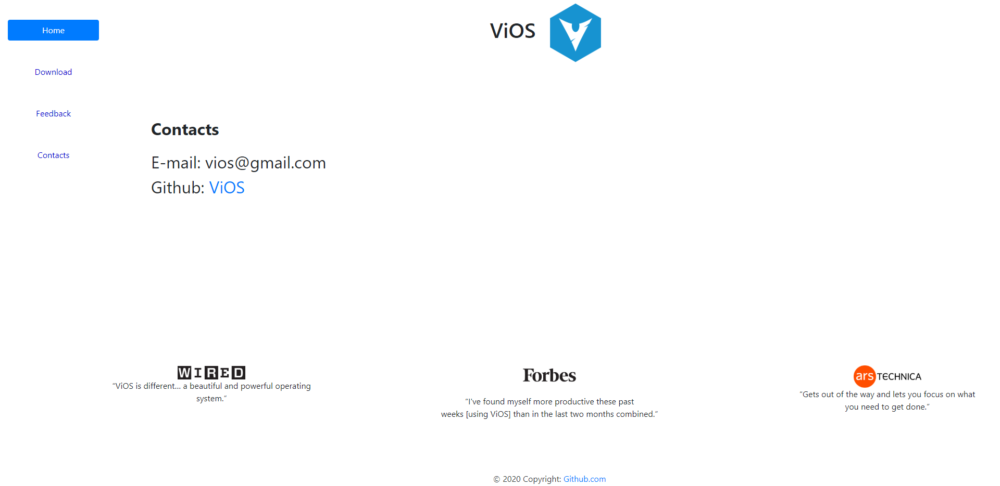 Home
Download
Feedback
Contacts
ViOS
Contacts
E-mail: vios@gmail.com
Github: ViOS
WIRED
“ViOS is different... a beautiful and powerful operating
system.”
Forbes
“I've found myself more productive these past
weeks [using ViOS] than in the last two months combined.”
ars TECHNICA
“Gets out of the way and lets you focus on what
you need to get done.”
© 2020 Copyright: Github.com